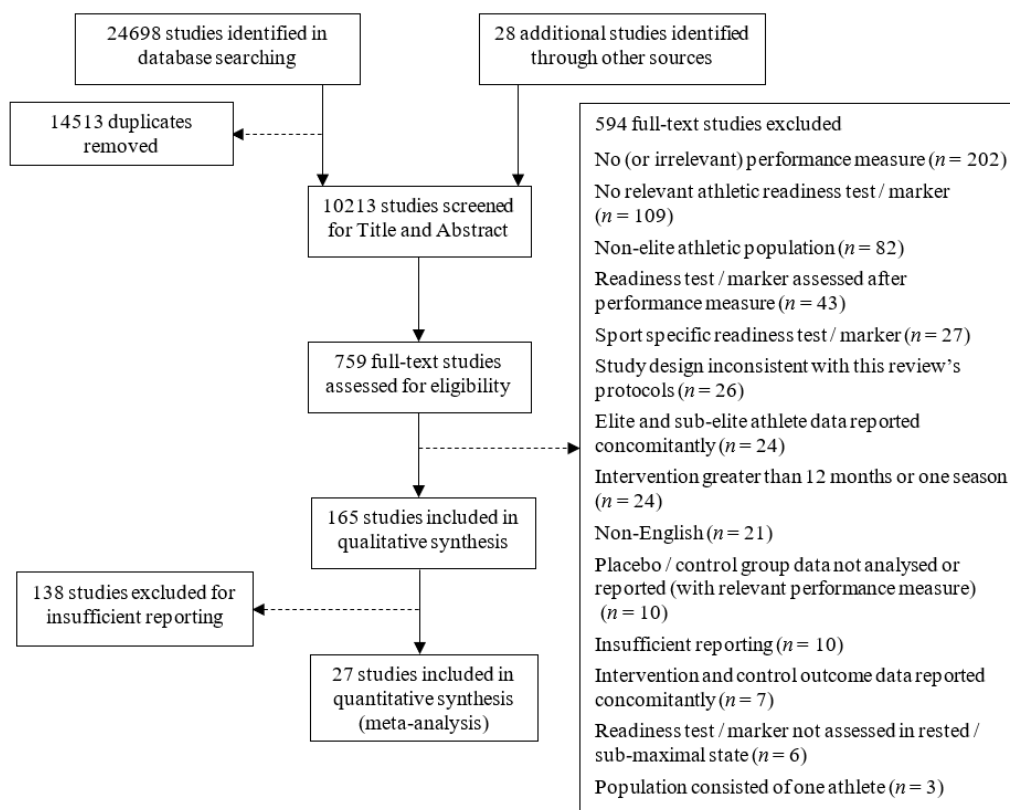 24698 studies identified in
database searching
28 additional studies identified
through other sources
14513 duplicates
removed
10213 studies screened
for Title and Abstract
759 full-text studies
assessed for eligibility
165 studies included in
qualitative synthesis
138 studies excluded for
insufficient reporting
27 studies included in
quantitative synthesis
(meta-analysis)
594 full-text studies excluded
No (or irrelevant) performance measure (n = 202)
No relevant athletic readiness test / marker
(n = 109)
Non-elite athletic population (n = 82)
Readiness test / marker assessed after
performance measure (n = 43)
Sport specific readiness test / marker (n = 27)
Study design inconsistent with this review's
protocols (n = 26)
Elite and sub-elite athlete data reported
concomitantly (n = 24)
Intervention greater than 12 months or one season
(n = 24)
Non-English (n = 21)
Placebo / control group data not analysed or
reported (with relevant performance measure)
(n = 10)
Insufficient reporting (n = 10)
Intervention and control outcome data reported
concomitantly (n = 7)
Readiness test / marker not assessed in rested /
sub-maximal state (n = 6)
Population consisted of one athlete (n = 3)